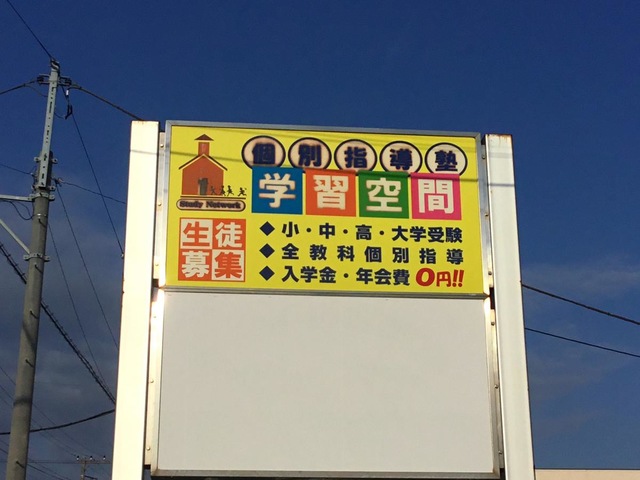 個別指導塾
学習空間
Study Network
生徒
募集
◆小・中・高・大学受験
◆全教科個別指導
◆入学金・年会費 0円!!